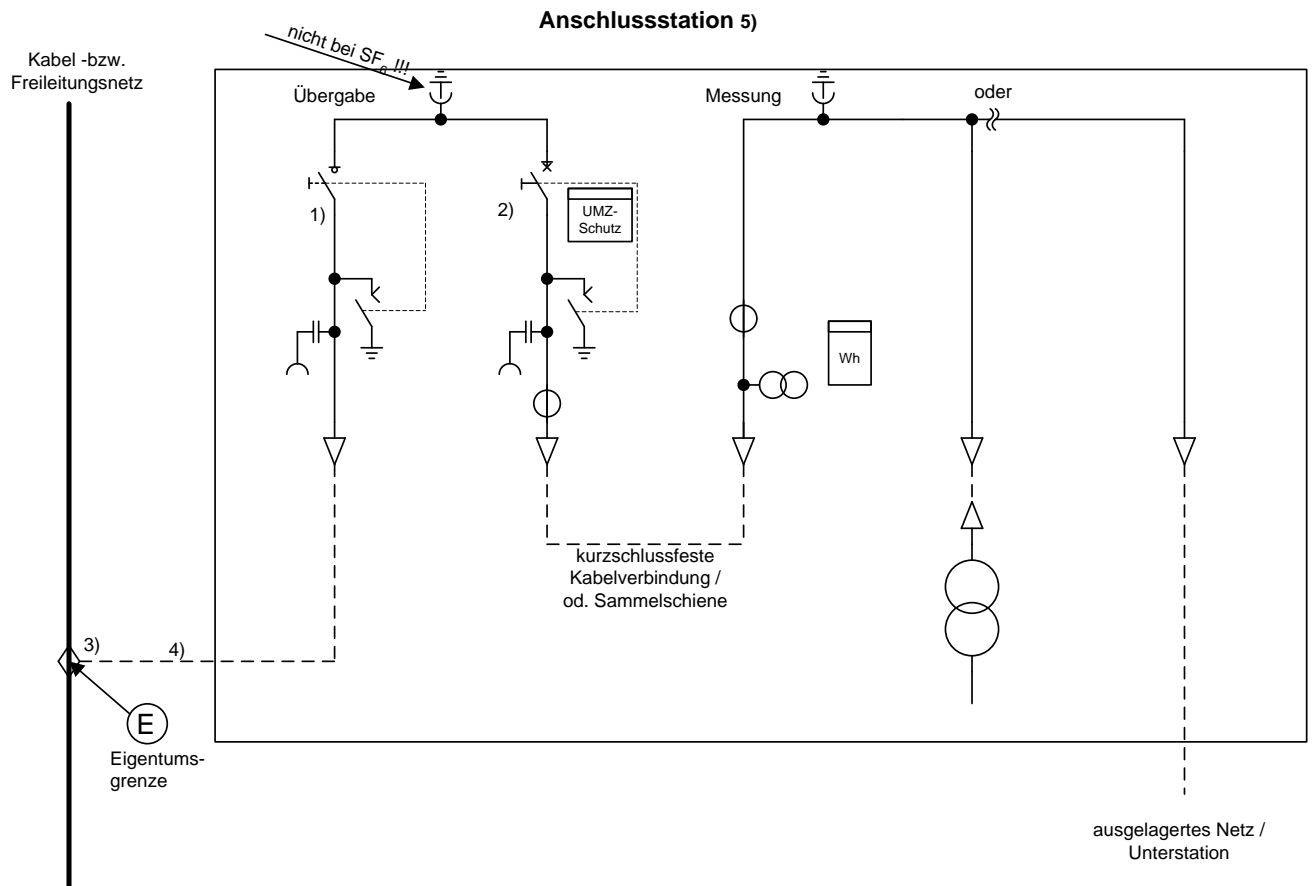 Anschlussstation 5)
nicht bei SF6 !!!
Kabel -bzw.
Freileitungsnetz
Übergabe
Messung
oder
1)
2)
UMZ-
Schutz
Wh
kurzschlussfeste
Kabelverbindung /
od. Sammelschiene
3)
4)
E
Eigentums-
grenze
ausgelagertes Netz /
Unterstation